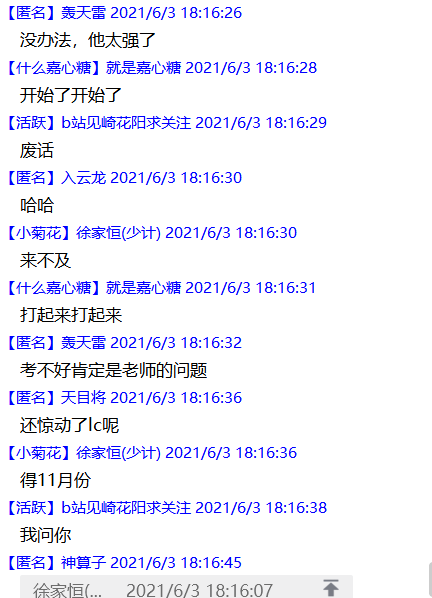 【匿名】轰天雷 2021/6/3 18:16:26
没办法，他太强了
【什么嘉心糖】就是嘉心糖 2021/6/3 18:16:28
开始了开始了
【活跃】b站见崎花阳求关注 2021/6/3 18:16:29
废话
【匿名】入云龙 2021/6/3 18:16:30
哈哈
【小菊花】徐家恒(少计) 2021/6/3 18:16:30
来不及
【什么嘉心糖】就是嘉心糖 2021/6/3 18:16:31
打起来打起来
【匿名】轰天雷 2021/6/3 18:16:32
考不好肯定是老师的问题
【匿名】天目将 2021/6/3 18:16:36
还惊动了lc呢
【小菊花】徐家恒(少计) 2021/6/3 18:16:36
得11月份
【活跃】b站见崎花阳求关注 2021/6/3 18:16:38
我问你
【匿名】神算子 2021/6/3 18:16:45
徐家恒(... 2021/6/3 18:16:07